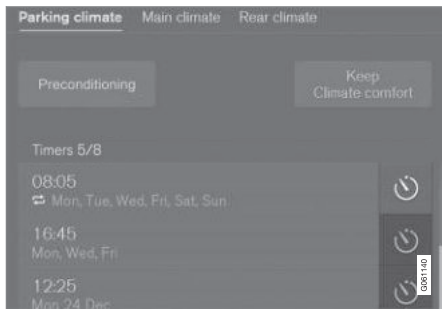 Parking climate Main climate Rear climate
Preconditioning
Keep
Climate comfort
Timers 5/8
08:05
Mon, Tue, Wed, Fri, Sat, Sun
16:45
Mon, Wed, Fri
12:25
Mon 24 Dec
G061140